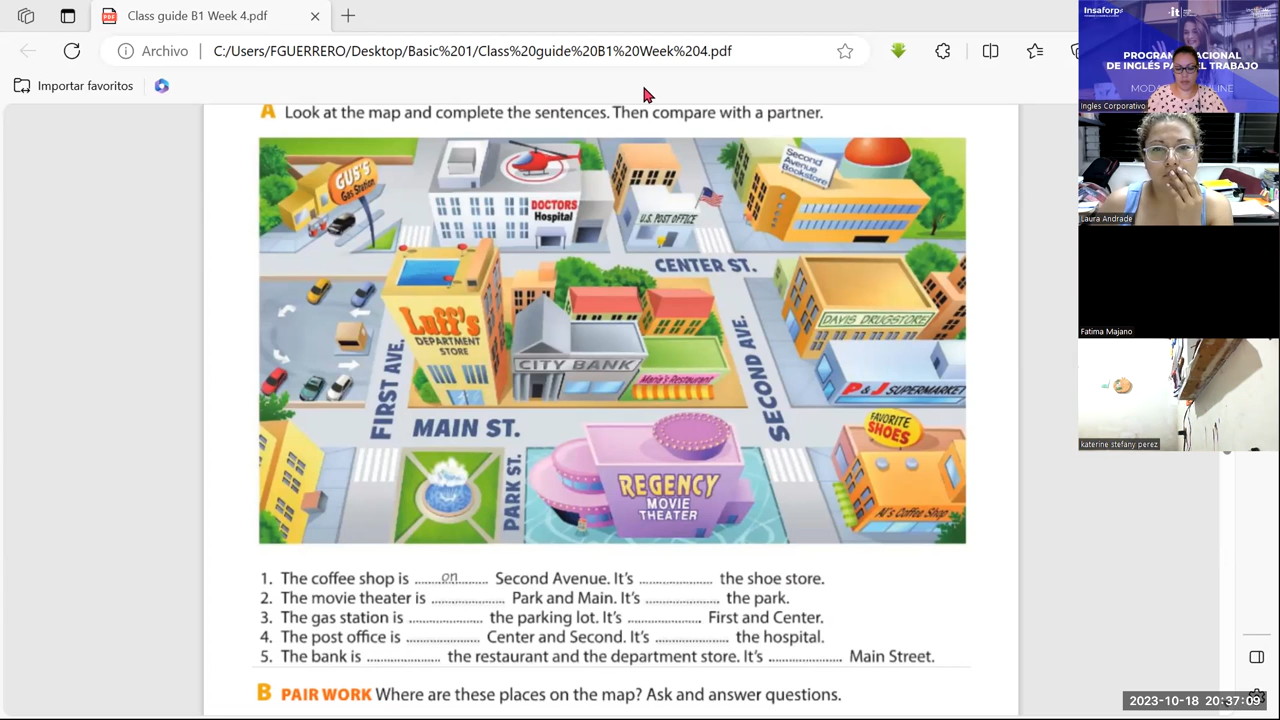 Class guide B1 Week 4.pdf
Archivo
C:/Users/FGUERRERO/Desktop/Basic%201/Class%20guide%20B1%20Week%204.pdf
Importar favoritos
A Look at the map and complete the sentences. Then compare with a partner.
GUS'S
Gas Station
DOCTORS
Hospital
U.S. POST OFFICE
Second
Avenue
Bookstore
CENTER ST.
Luff's
DEPARTMENT
STORE
CITY BANK
Maria's Restaurant
DAVIS DRUGSTORE
P & J SUPERMARKET
FIRST AVE.
SECOND AVE.
MAIN ST.
PARK ST.
REGENCY
MOVIE
THEATER
FAVORITE
SHOES
Al's Coffee Shop
1. The coffee shop is ......on...... Second Avenue. It's .................. the shoe store.
2. The movie theater is .................. Park and Main. It's .................. the park.
3. The gas station is .................. the parking lot. It's .................. First and Center.
4. The post office is .................. Center and Second. It's .................. the hospital.
5. The bank is .................. the restaurant and the department store. It's .................. Main Street.
B PAIR WORK Where are these places on the map? Ask and answer questions.
Insaforp
it
DE INGLÉS
Ingles Corporativo
Laura Andrade
Fatima Majano
katerine stefany perez
2023-10-18 20:37:09